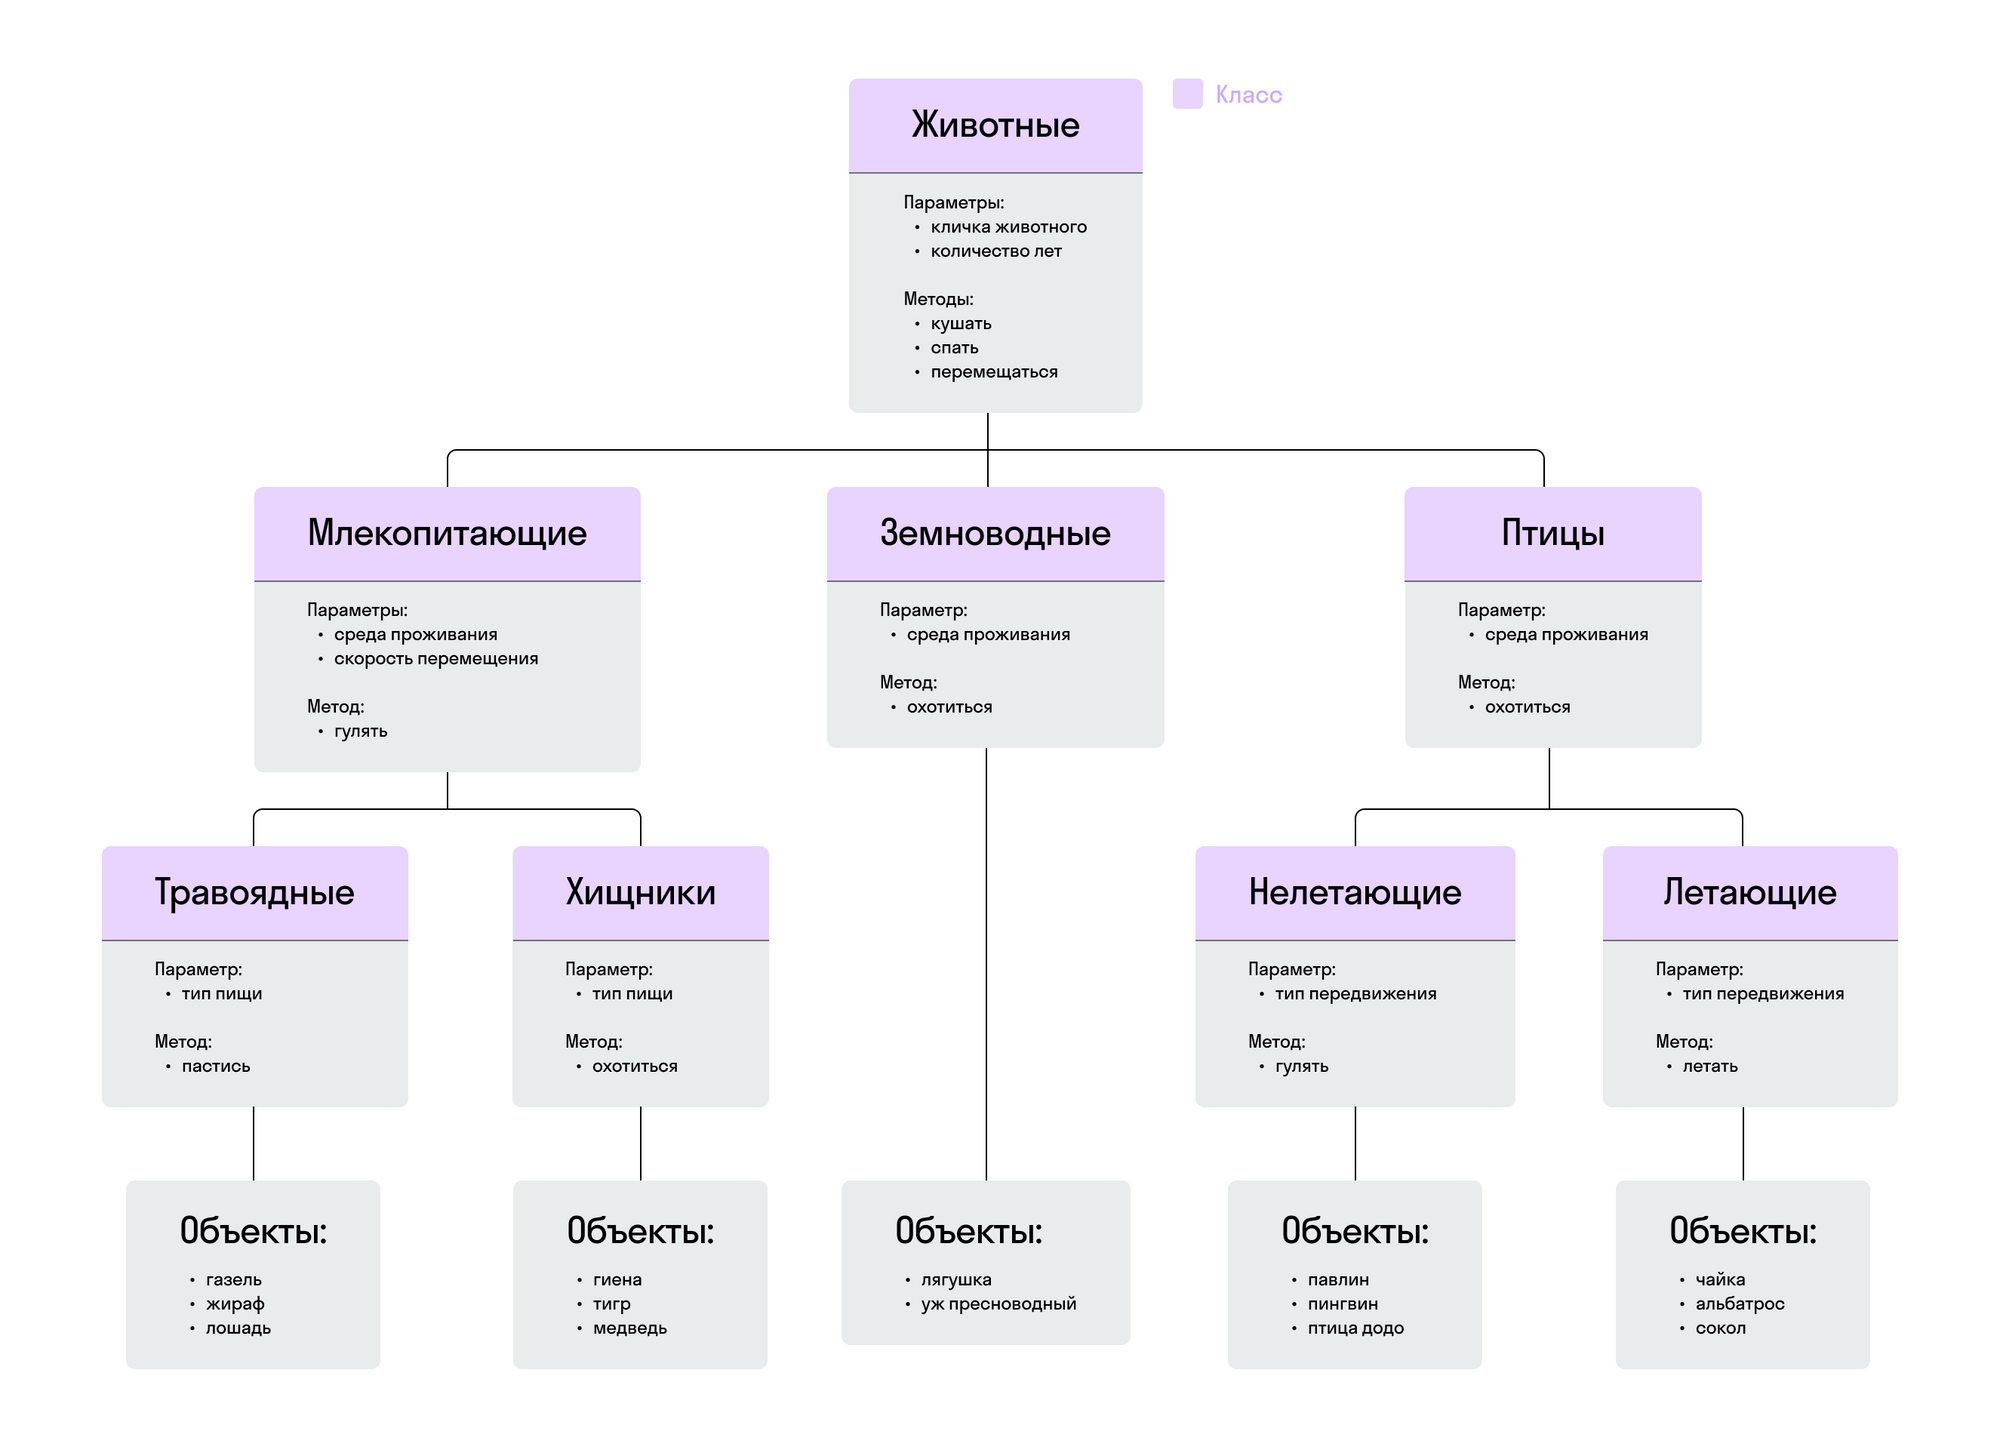 Животные
Класс
Параметры:
• кличка животного
• количество лет
Методы:
• кушать
• спать
• перемещаться
Млекопитающие
Параметры:
• среда проживания
• скорость перемещения
Метод:
• гулять
Земноводные
Параметр:
• среда проживания
Метод:
• охотиться
Птицы
Параметр:
• среда проживания
Метод:
• охотиться
Травоядные
Параметр:
• тип пищи
Метод:
• пастись
Хищники
Параметр:
• тип пищи
Метод:
• охотиться
Нелетающие
Параметр:
• тип передвижения
Метод:
• гулять
Летающие
Параметр:
• тип передвижения
Метод:
• летать
Объекты:
• газель
• жираф
• лошадь
Объекты:
• гиена
• тигр
• медведь
Объекты:
• лягушка
• уж пресноводный
Объекты:
• павлин
• пингвин
• птица додо
Объекты:
• чайка
• альбатрос
• сокол